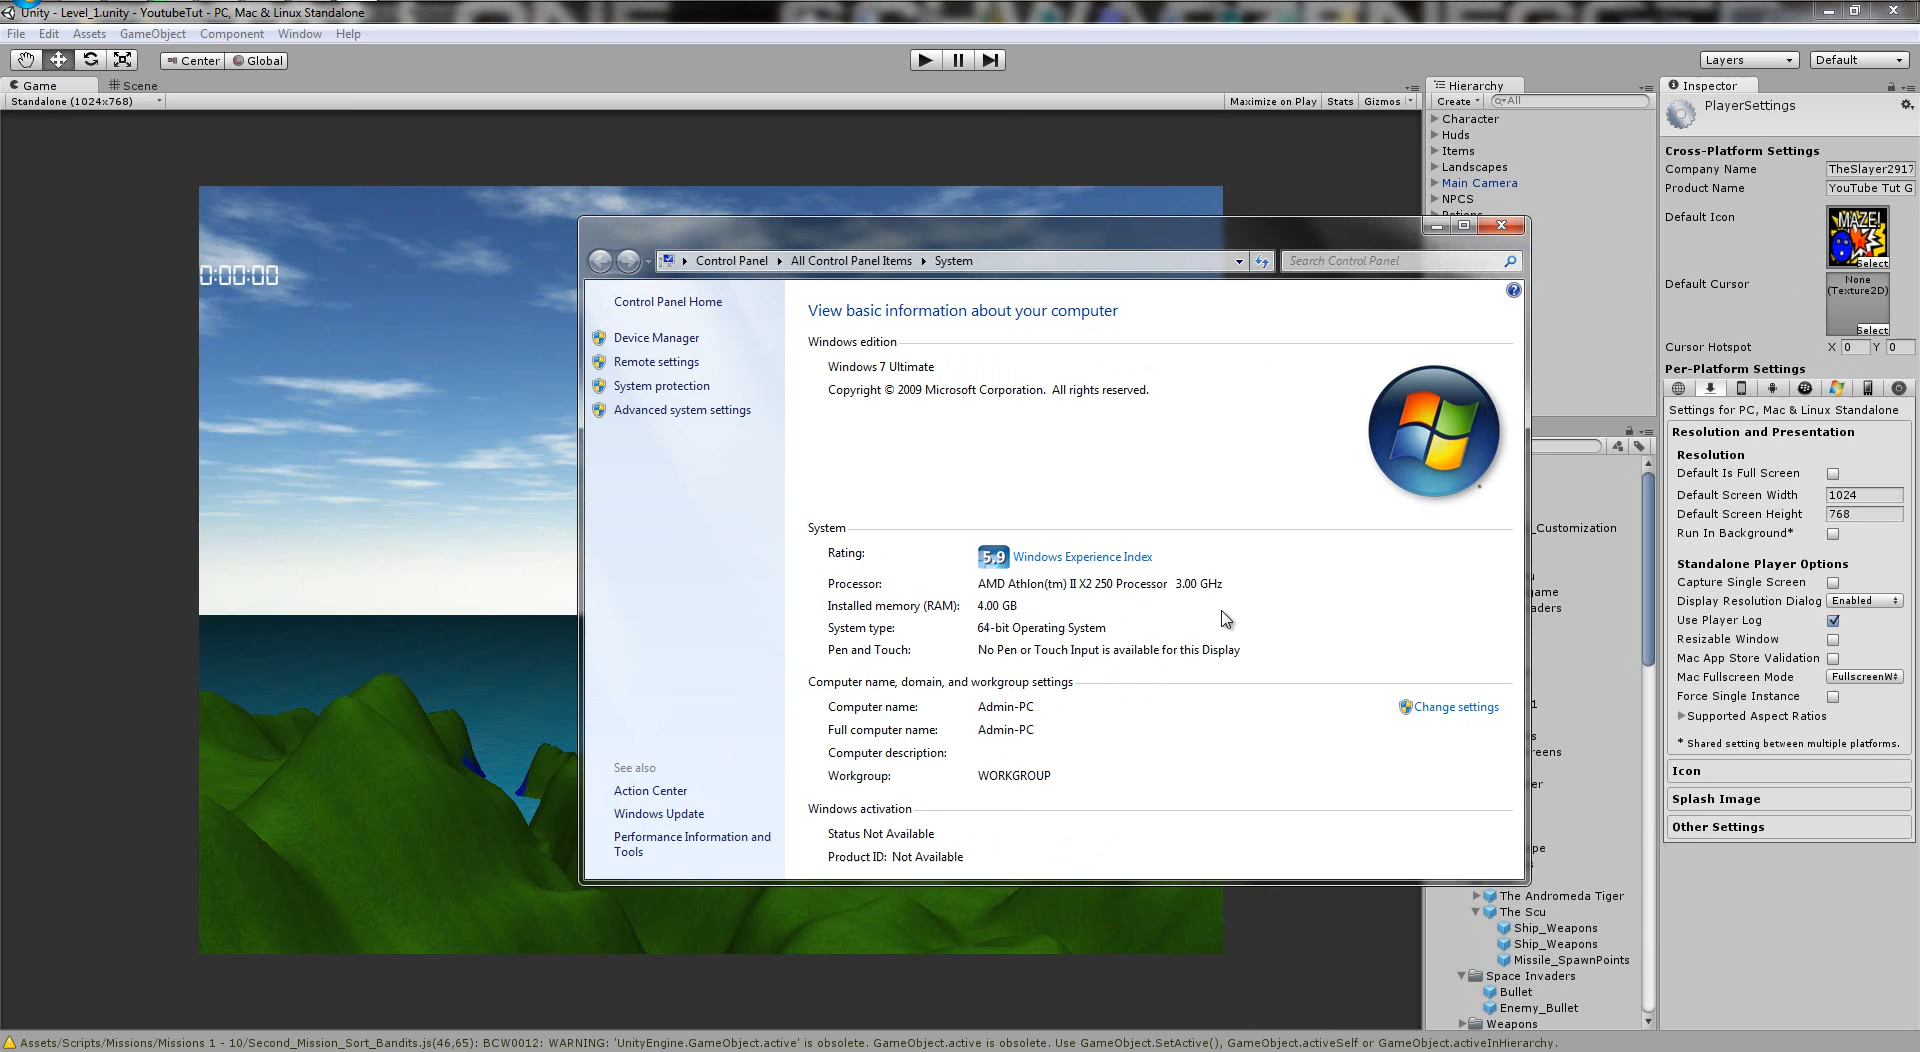 Unity - Level_1.unity - YoutubeTut - PC, Mac & Linux Standalone
File Edit Assets GameObject Component Window Help
Center Global
Layers Default
Game Scene
Standalone (1024x768)
Maximize on Play Stats Gizmos
0:00:00
Hierarchy
Create All
Character
Huds
Items
Landscapes
Main Camera
NPCS
Control Panel All Control Panel Items System
Search Control Panel
Control Panel Home
Device Manager
Remote settings
System protection
Advanced system settings
See also
Action Center
Windows Update
Performance Information and
Tools
View basic information about your computer
Windows edition
Windows 7 Ultimate
Copyright © 2009 Microsoft Corporation. All rights reserved.
System
Rating: 5.9 Windows Experience Index
Processor: AMD Athlon(tm) II X2 250 Processor 3.00 GHz
Installed memory (RAM): 4.00 GB
System type: 64-bit Operating System
Pen and Touch: No Pen or Touch Input is available for this Display
Computer name, domain, and workgroup settings
Computer name: Admin-PC
Change settings
Full computer name: Admin-PC
Computer description:
Workgroup: WORKGROUP
Windows activation
Status Not Available
Product ID: Not Available
_Customization
The Andromeda Tiger
The Scu
Ship_Weapons
Ship_Weapons
Missile_SpawnPoints
Space Invaders
Bullet
Enemy_Bullet
Weapons
Inspector
PlayerSettings
Cross-Platform Settings
Company Name TheSlayer2917
Product Name YouTube Tut G
Default Icon
MAZE!
Select
Default Cursor
None
(Texture2D)
Select
Cursor Hotspot X 0 Y 0
Per-Platform Settings
Settings for PC, Mac & Linux Standalone
Resolution and Presentation
Resolution
Default Is Full Screen
Default Screen Width 1024
Default Screen Height 768
Run In Background*
Standalone Player Options
Capture Single Screen
Display Resolution Dialog Enabled
Use Player Log
Resizable Window
Mac App Store Validation
Mac Fullscreen Mode FullscreenW
Force Single Instance
Supported Aspect Ratios
* Shared setting between multiple platforms.
Icon
Splash Image
Other Settings
Assets/Scripts/Missions/Missions 1 - 10/Second_Mission_Sort_Bandits.js(46,65): BCW0012: WARNING: 'UnityEngine.GameObject.active' is obsolete. GameObject.active is obsolete. Use GameObject.SetActive(), GameObject.activeSelf or GameObject.activeInHierarchy.